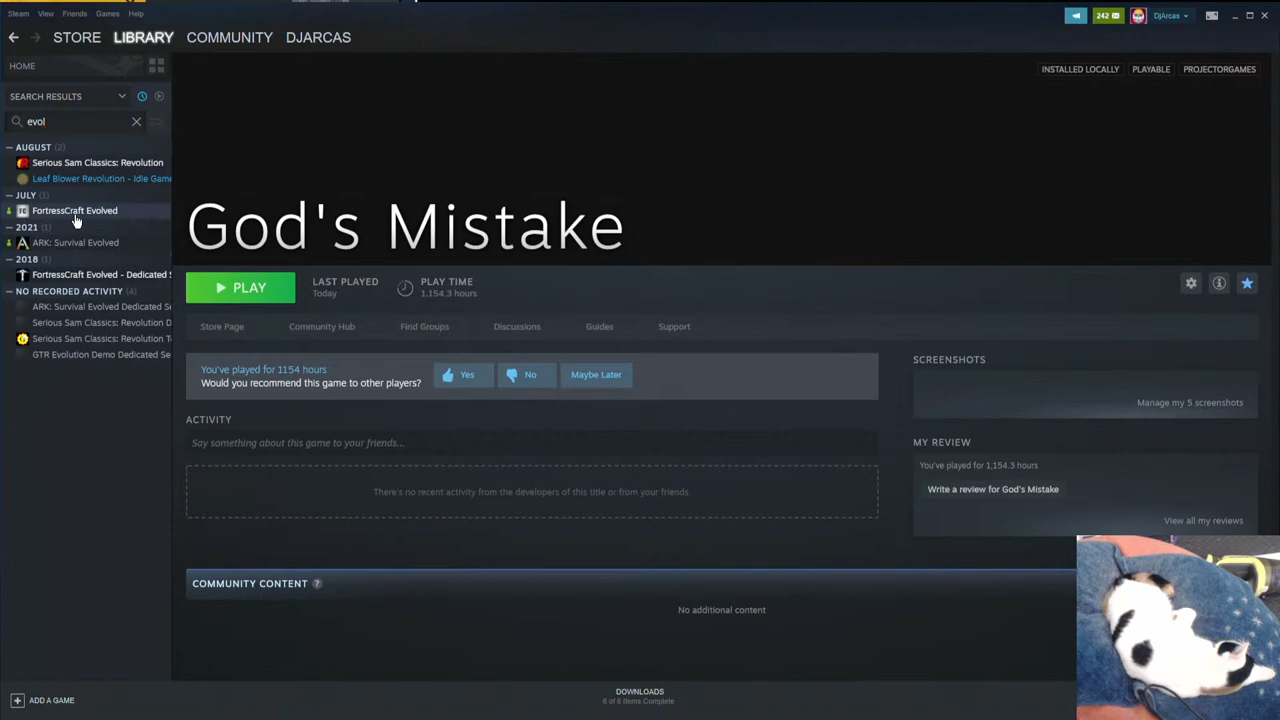 Steam View Friends Games Help
242 DjArcas
STORE LIBRARY COMMUNITY DJARCAS
HOME
INSTALLED LOCALLY PLAYABLE PROJECTORGAMES
SEARCH RESULTS
evol
AUGUST (2)
Serious Sam Classics: Revolution
Leaf Blower Revolution - Idle Game
JULY (1)
FC FortressCraft Evolved
2021 (1)
ARK: Survival Evolved
2018 (1)
FortressCraft Evolved - Dedicated S
NO RECORDED ACTIVITY (4)
ARK: Survival Evolved Dedicated Se
Serious Sam Classics: Revolution D
Serious Sam Classics: Revolution T
GTR Evolution Demo Dedicated Se
God's Mistake
PLAY
LAST PLAYED
Today
PLAY TIME
1,154.3 hours
Store Page Community Hub Find Groups Discussions Guides Support
You've played for 1154 hours
Would you recommend this game to other players?
Yes No Maybe Later
SCREENSHOTS
Manage my 5 screenshots
ACTIVITY
Say something about this game to your friends...
There's no recent activity from the developers of this title or from your friends.
MY REVIEW
You've played for 1,154.3 hours
Write a review for God's Mistake
View all my reviews
COMMUNITY CONTENT ?
No additional content
ADD A GAME
DOWNLOADS
6 of 6 Items Complete